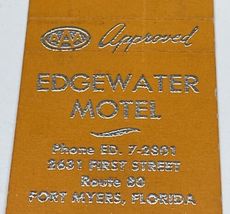 AAA Approved
EDGEWATER
MOTEL
Phone ED. 7-2801
2631 FIRST STREET
Route 80
FORT MYERS, FLORIDA